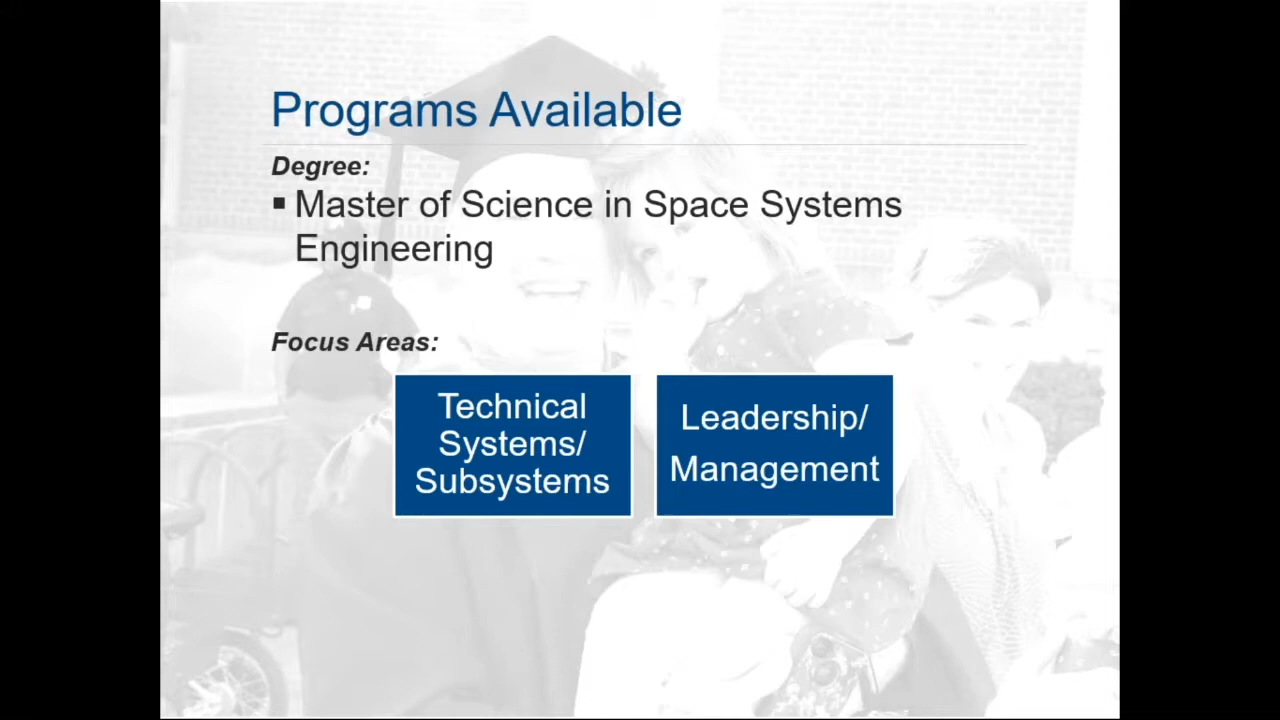 Programs Available
Degree:
▪ Master of Science in Space Systems
Engineering
Focus Areas:
Technical
Systems/
Subsystems
Leadership/
Management